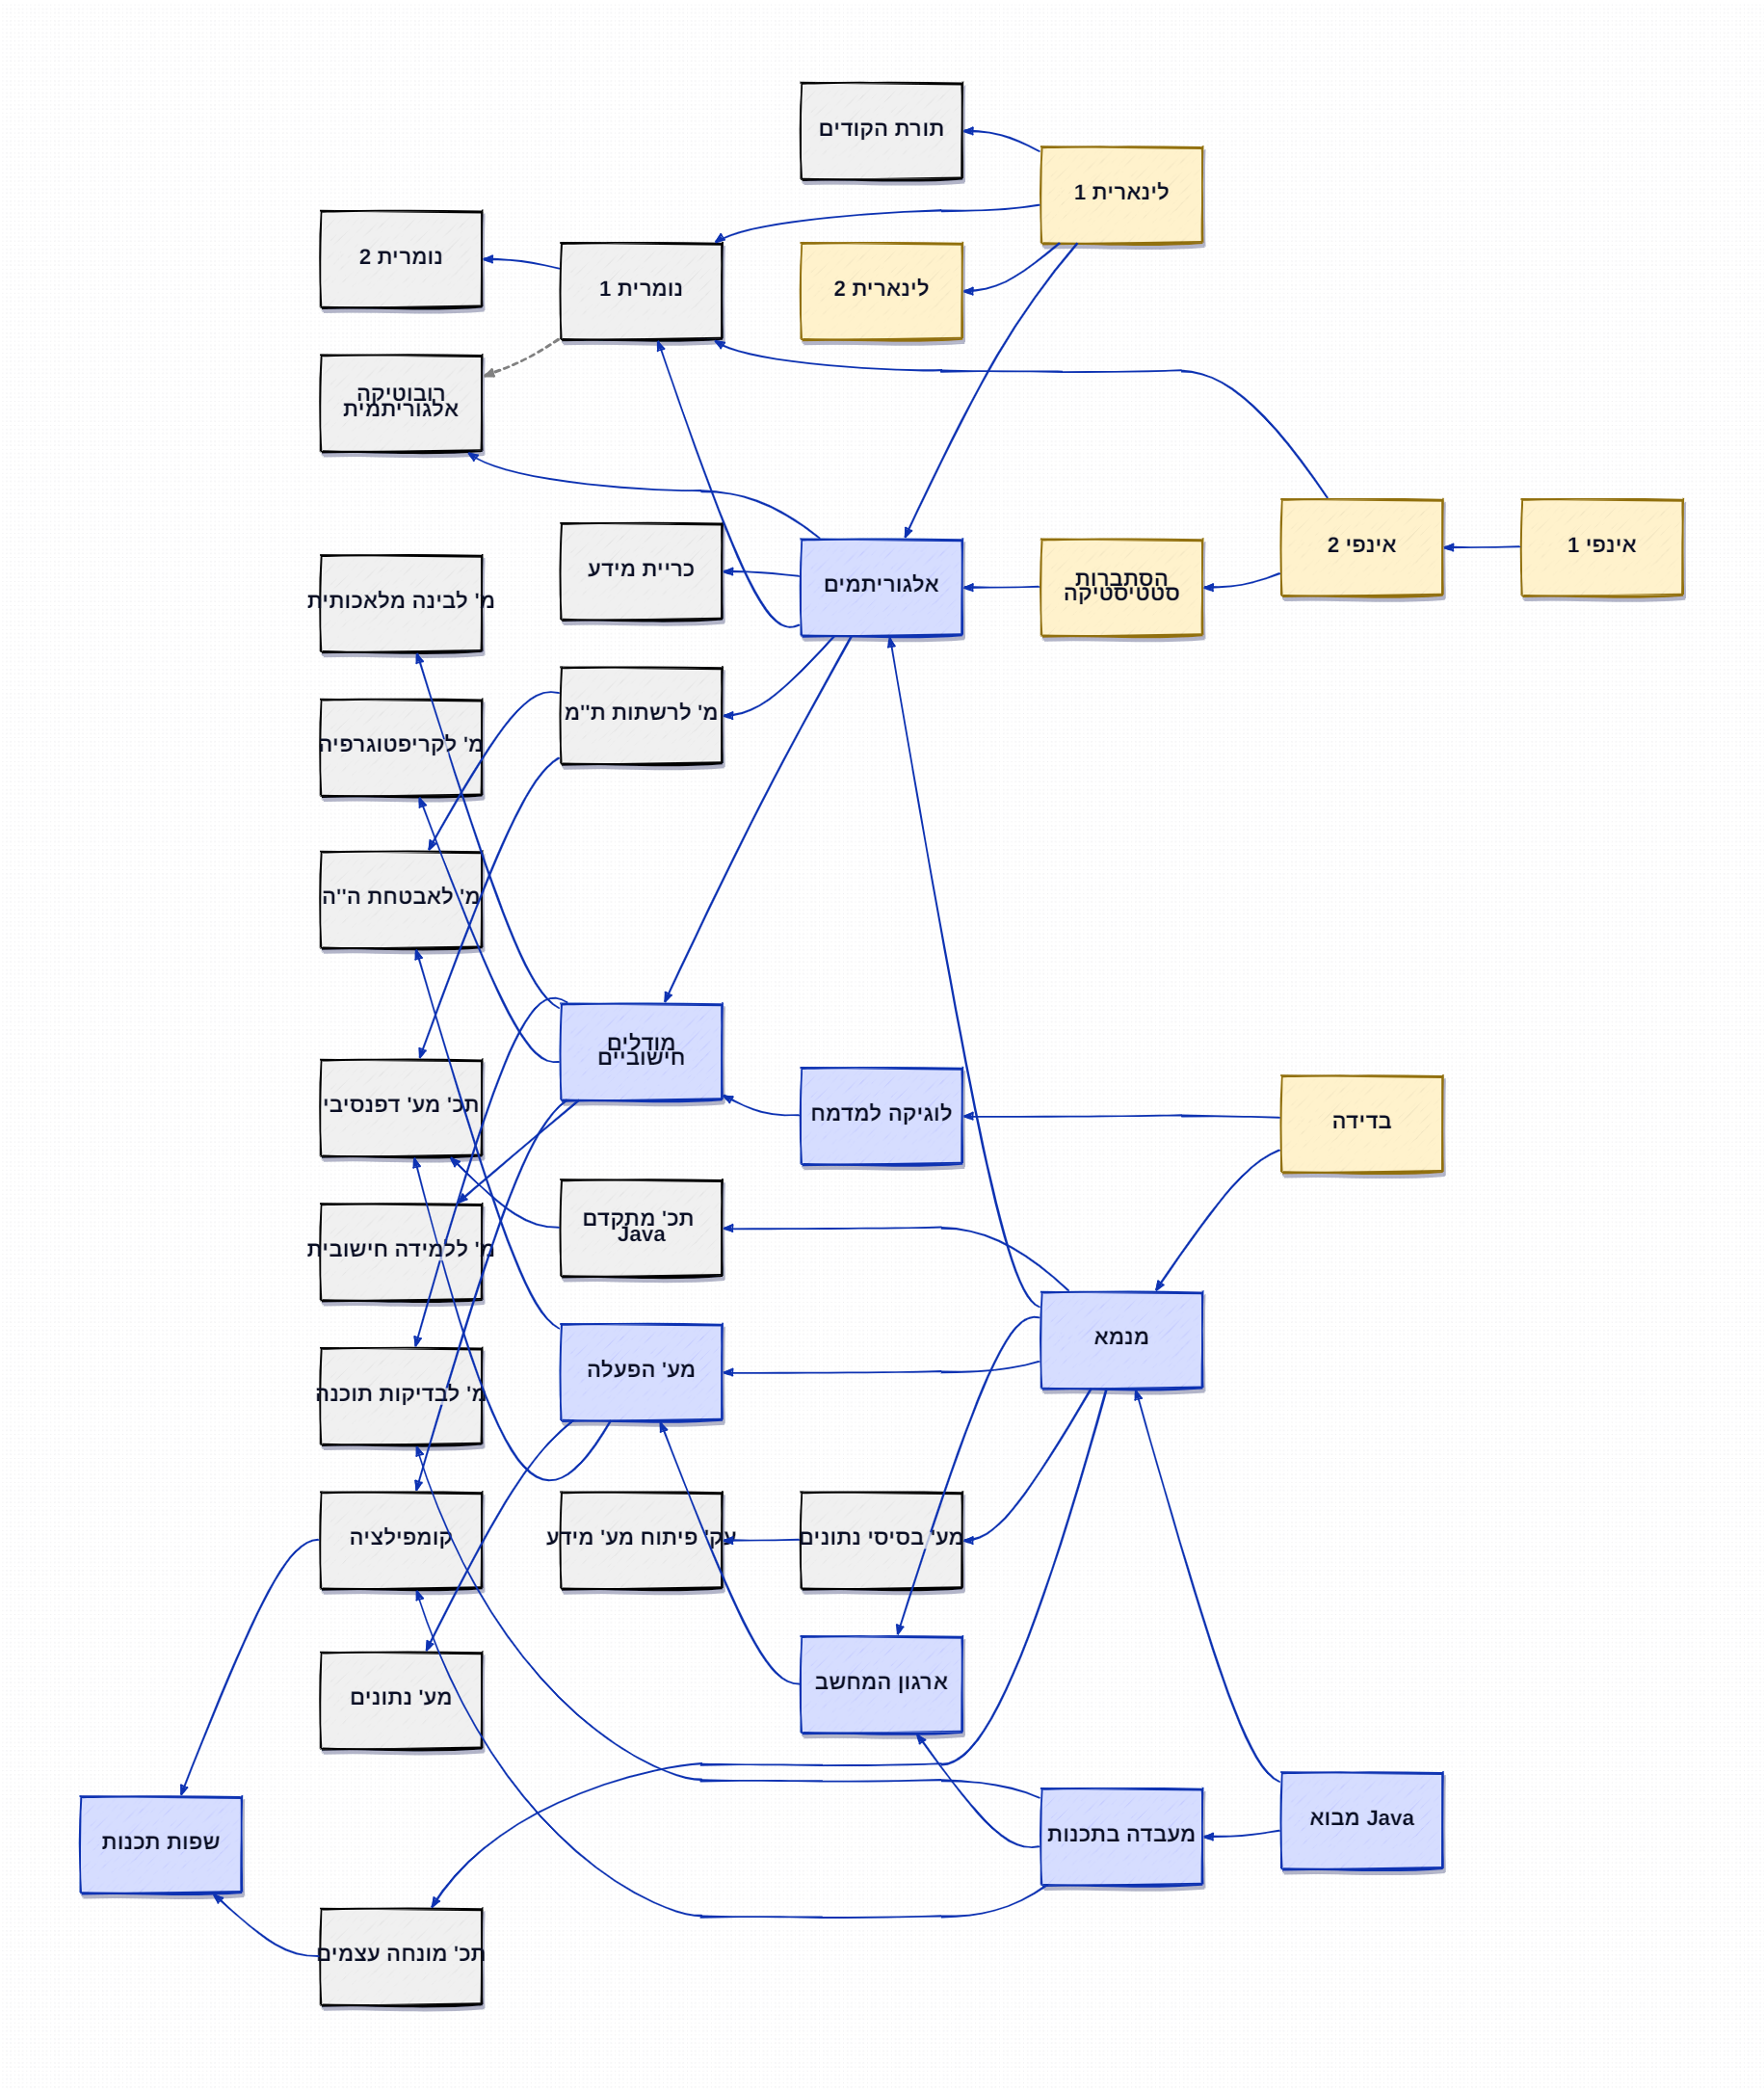 תורת הקודים
לינארית 1
נומרית 2
נומרית 1
לינארית 2
רובוטיקה
אלגוריתמית
אינפי 1
אינפי 2
הסתברות
סטטיסטיקה
אלגוריתמים
כריית מידע
מ' לבינה מלאכותית
מ' לרשתות ת''מ
מ' לקריפטוגרפיה
מ' לאבטחת ה''ה
מודלים
חישוביים
לוגיקה למדמח
בדידה
תכ' מע' דפנסיבי
תכ' מתקדם
Java
מ' ללמידה חישובית
מנמא
מע' הפעלה
מ' לבדיקות תוכנה
מע' בסיסי נתונים
עק' פיתוח מע' מידע
קומפילציה
ארגון המחשב
מע' נתונים
Java מבוא
מעבדה בתכנות
שפות תכנות
תכ' מונחה עצמים